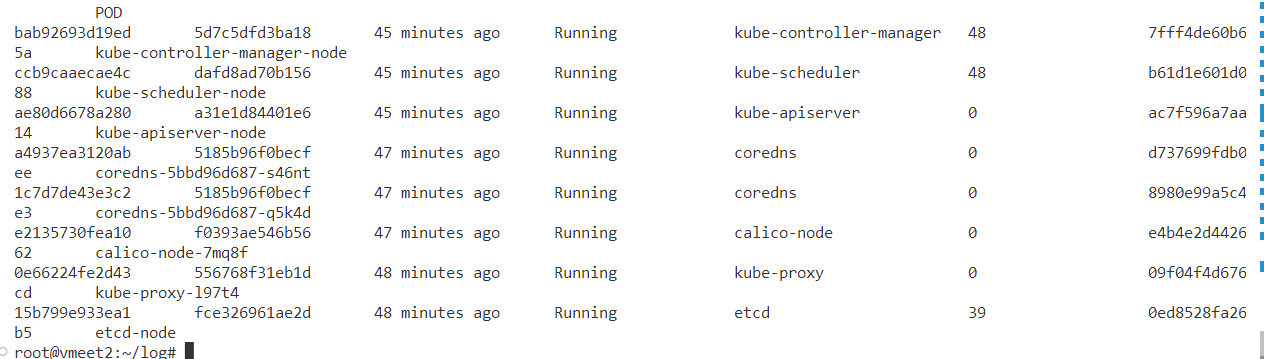 POD
bab92693d19ed 5d7c5dfd3ba18 45 minutes ago Running kube-controller-manager 48 7fff4de60b6
5a kube-controller-manager-node
ccb9caaecae4c dafd8ad70b156 45 minutes ago Running kube-scheduler 48 b61d1e601d0
88 kube-scheduler-node
ae80d6678a280 a31e1d84401e6 45 minutes ago Running kube-apiserver 0 ac7f596a7aa
14 kube-apiserver-node
a4937ea3120ab 5185b96f0becf 47 minutes ago Running coredns 0 d737699fdb0
ee coredns-5bbd96d687-s46nt
1c7d7de43e3c2 5185b96f0becf 47 minutes ago Running coredns 0 8980e99a5c4
e3 coredns-5bbd96d687-q5k4d
e2135730fea10 f0393ae546b56 47 minutes ago Running calico-node 0 e4b4e2d4426
62 calico-node-7mq8f
0e66224fe2d43 556768f31eb1d 48 minutes ago Running kube-proxy 0 09f04f4d676
cd kube-proxy-l97t4
15b799e933ea1 fce326961ae2d 48 minutes ago Running etcd 39 0ed8528fa26
b5 etcd-node
root@vmeet2:~/log#